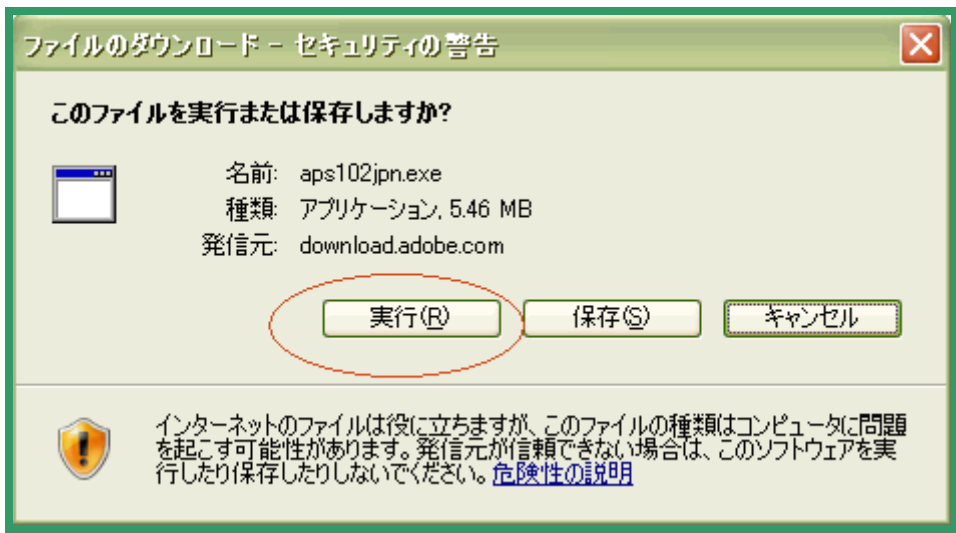 ファイルのダウンロード - セキュリティの警告
このファイルを実行または保存しますか?
名前: aps102jpn.exe
種類: アプリケーション, 5.46 MB
発信元: download.adobe.com
実行(R) 保存(S) キャンセル
インターネットのファイルは役に立ちますが、このファイルの種類はコンピュータに問題
を起こす可能性があります。発信元が信頼できない場合は、このソフトウェアを実
行したり保存したりしないでください。危険性の説明